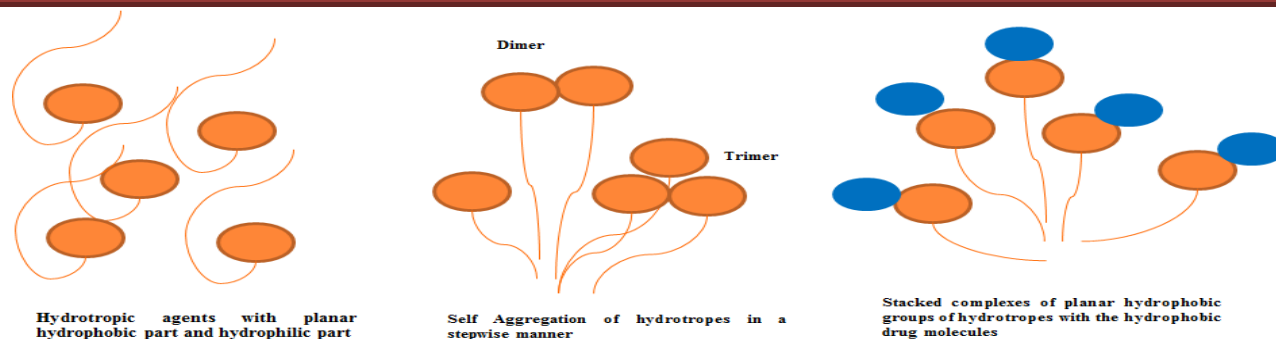 Dimer
Trimer
Hydrotropic agents with planar
hydrophobic part and hydrophilic part
Self Aggregation of hydrotropes in a
stepwise manner
Stacked complexes of planar hydrophobic
groups of hydrotropes with the hydrophobic
drug molecules